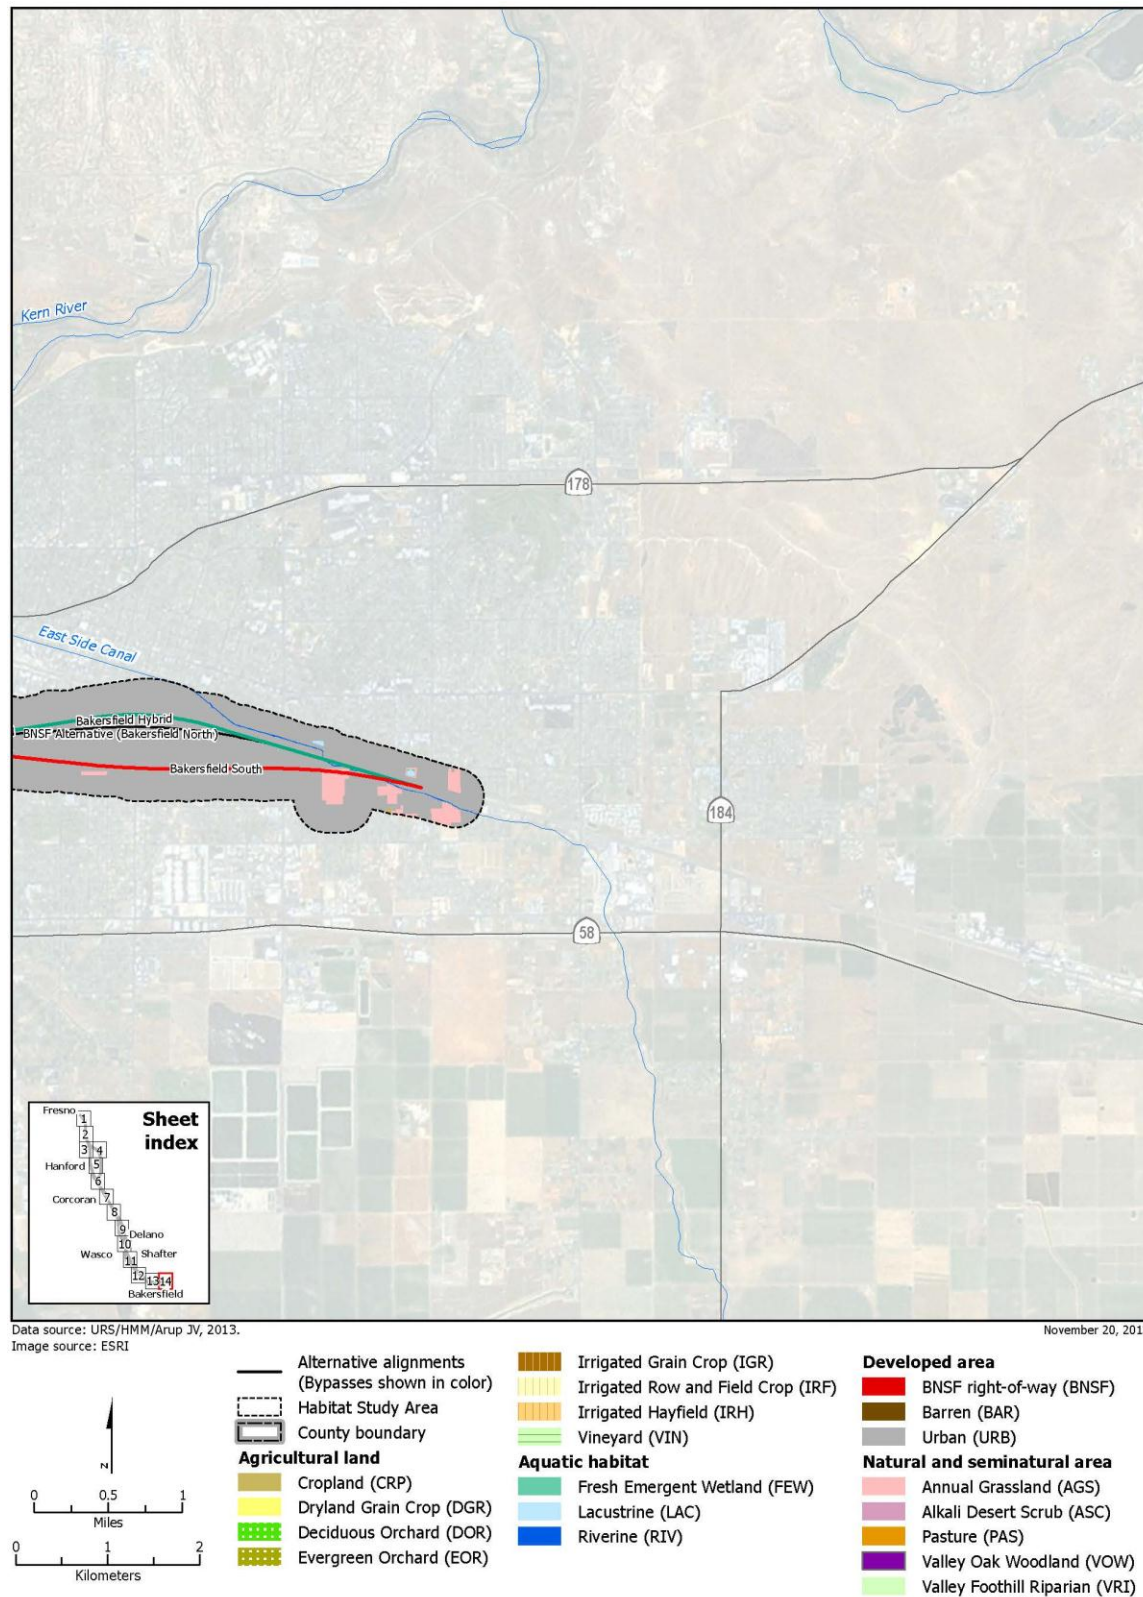 Kern River
178
East Side Canal
Bakersfield Hybrid
BNSF Alternative (Bakersfield North)
Bakersfield South
184
58
Sheet
index
Fresno
1
2
3
4
Hanford
5
6
Corcoran
7
8
9
Delano
10
Wasco
Shafter
11
12
13
14
Bakersfield
Data source: URS/HMM/Arup JV, 2013.
Image source: ESRI
November 20, 201
N
0 0.5 1
Miles
0 1 2
Kilometers
Alternative alignments
(Bypasses shown in color)
Habitat Study Area
County boundary
Agricultural land
Cropland (CRP)
Dryland Grain Crop (DGR)
Deciduous Orchard (DOR)
Evergreen Orchard (EOR)
Irrigated Grain Crop (IGR)
Irrigated Row and Field Crop (IRF)
Irrigated Hayfield (IRH)
Vineyard (VIN)
Aquatic habitat
Fresh Emergent Wetland (FEW)
Lacustrine (LAC)
Riverine (RIV)
Developed area
BNSF right-of-way (BNSF)
Barren (BAR)
Urban (URB)
Natural and seminatural area
Annual Grassland (AGS)
Alkali Desert Scrub (ASC)
Pasture (PAS)
Valley Oak Woodland (VOW)
Valley Foothill Riparian (VRI)